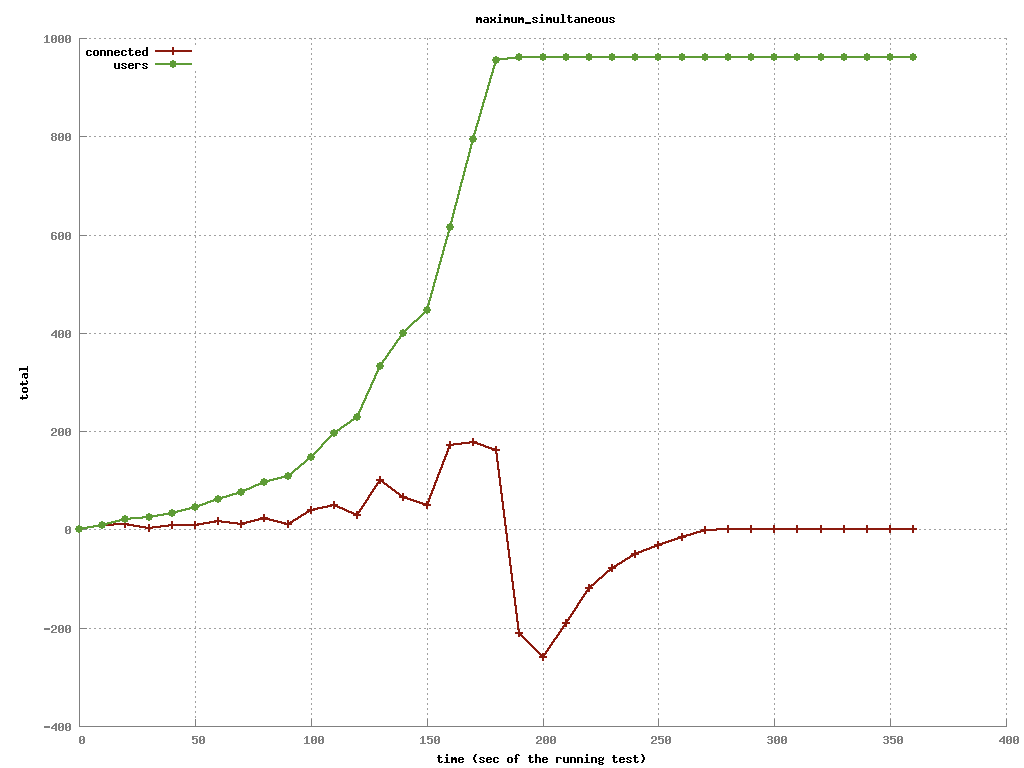 maximum_simultaneous
1000
connected
users
800
600
400
total
200
0
-200
-400
0 50 100 150 200 250 300 350 400
time (sec of the running test)